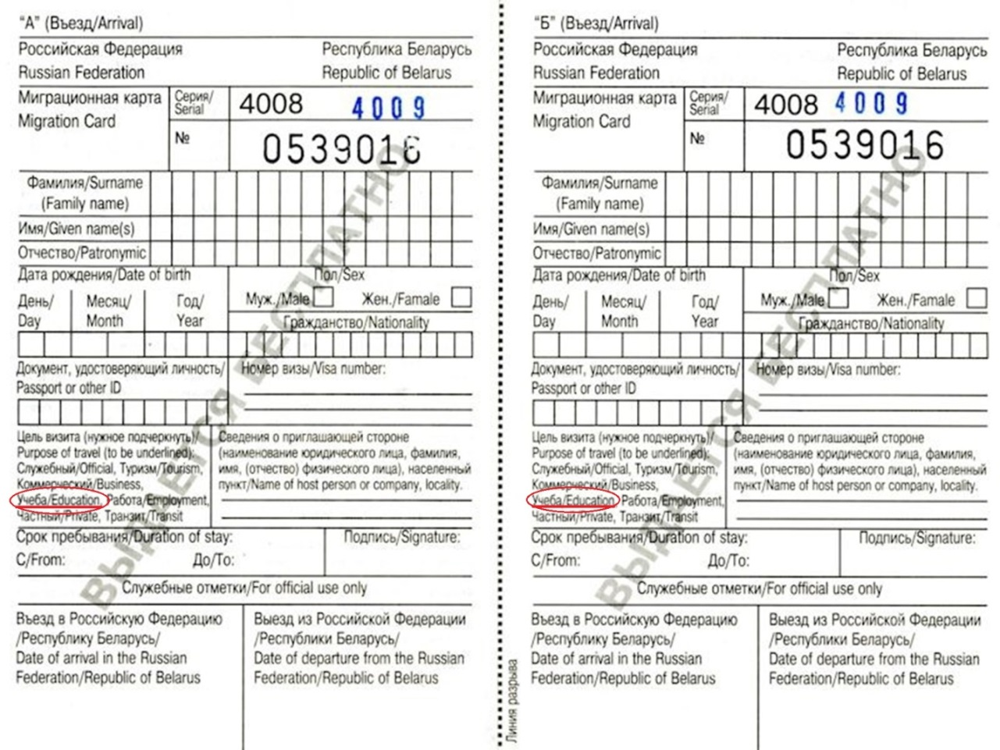 "А" (Въезд/Arrival)
Российская Федерация Республика Беларусь
Russian Federation Republic of Belarus
Миграционная карта
Migration Card
Серия/
Serial
4008 4009
№
0539016
Фамилия/Surname
(Family name)
Имя/Given name(s)
Отчество/Patronymic
Дата рождения/Date of birth
День/ Месяц/ Год/
Day Month Year
Пол/Sex
Муж./Male Жен./Famale
Гражданство/Nationality
Документ, удостоверяющий личность/
Passport or other ID
Номер визы/Visa number:
Цель визита (нужное подчеркнуть)/
Purpose of travel (to be underlined):
Служебный/Official, Туризм/Tourism,
Коммерческий/Business,
Учеба/Education, Работа/Employment,
Частный/Private, Транзит/Transit
Сведения о приглашающей стороне
(наименование юридического лица, фамилия,
имя, (отчество) физического лица), населенный
пункт/Name of host person or company, locality.
Срок пребывания/Duration of stay:
С/From: До/To:
Подпись/Signature:
Служебные отметки/For official use only
Въезд в Российскую Федерацию
/Республику Беларусь/
Date of arrival in the Russian
Federation/Republic of Belarus
Выезд из Российской Федерации
/Республики Беларусь/
Date of departure from the Russian
Federation/Republic of Belarus
ВЫДАЕТСЯ БЕСПЛАТНО
Линия разрыва
"Б" (Въезд/Arrival)
Российская Федерация Республика Беларусь
Russian Federation Republic of Belarus
Миграционная карта
Migration Card
Серия/
Serial
4008 4009
№
0539016
Фамилия/Surname
(Family name)
Имя/Given name(s)
Отчество/Patronymic
Дата рождения/Date of birth
День/ Месяц/ Год/
Day Month Year
Пол/Sex
Муж./Male Жен./Famale
Гражданство/Nationality
Документ, удостоверяющий личность/
Passport or other ID
Номер визы/Visa number:
Цель визита (нужное подчеркнуть)/
Purpose of travel (to be underlined):
Служебный/Official, Туризм/Tourism,
Коммерческий/Business,
Учеба/Education, Работа/Employment,
Частный/Private, Транзит/Transit
Сведения о приглашающей стороне
(наименование юридического лица, фамилия,
имя, (отчество) физического лица), населенный
пункт/Name of host person or company, locality.
Срок пребывания/Duration of stay:
С/From: До/To:
Подпись/Signature:
Служебные отметки/For official use only
Въезд в Российскую Федерацию
/Республику Беларусь/
Date of arrival in the Russian
Federation/Republic of Belarus
Выезд из Российской Федерации
/Республики Беларусь/
Date of departure from the Russian
Federation/Republic of Belarus
ВЫДАЕТСЯ БЕСПЛАТНО